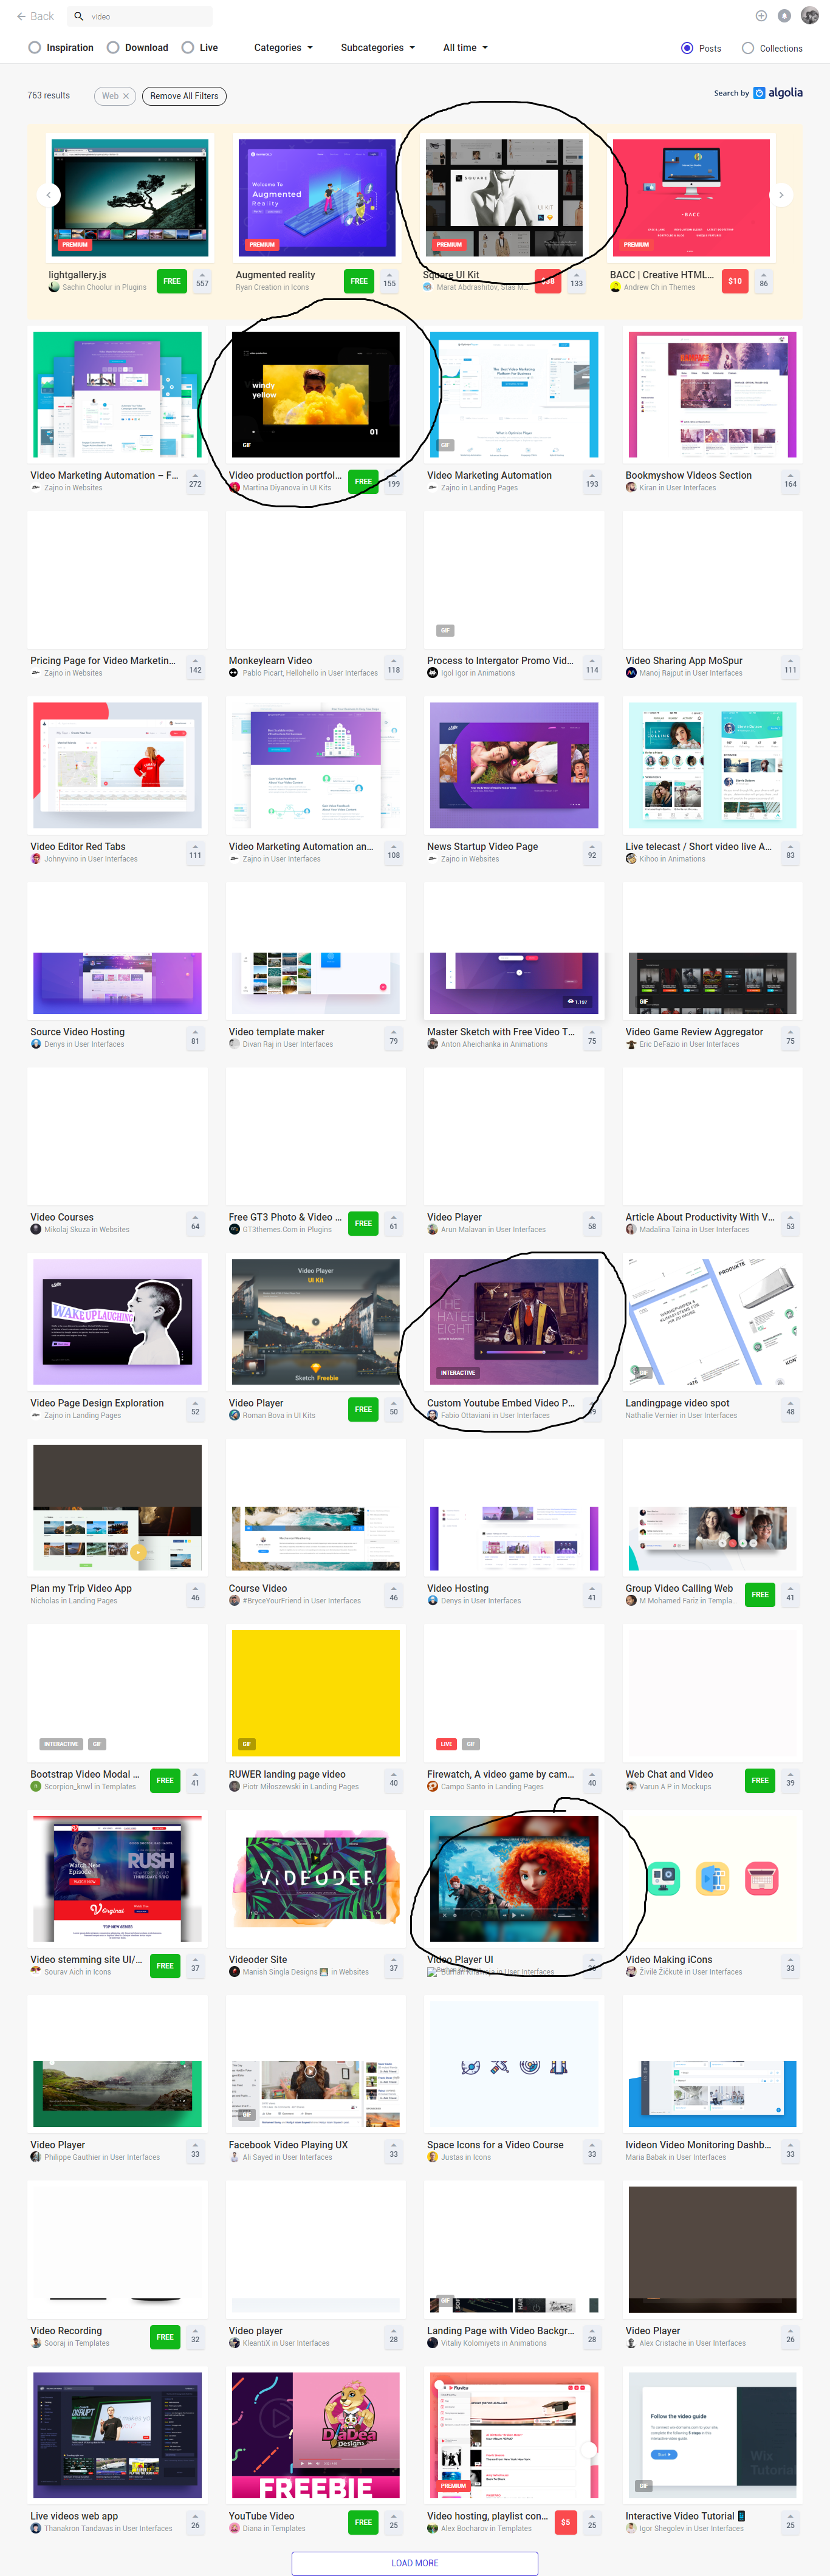 Back
video
Inspiration
Download
Live
Categories
Subcategories
All time
Posts
Collections
763 results
Web
Remove All Filters
Search by algolia
PREMIUM
Welcome To
Augmented
Reality
PREMIUM
SQUARE
UI KIT
PREMIUM
•BACC
PREMIUM
lightgallery.js
Sachin Choolur in Plugins
FREE
557
Augmented reality
Ryan Creation in Icons
FREE
155
Square UI Kit
Marat Abdrashitov, Stas M...
133
BACC | Creative HTML...
Andrew Ch in Themes
$10
86
windy
yellow
01
GIF
GIF
Video Marketing Automation – F...
Zajno in Websites
272
Video production portfol...
Martina Diyanova in UI Kits
FREE
199
Video Marketing Automation
Zajno in Landing Pages
193
Bookmyshow Videos Section
Kiran in User Interfaces
164
GIF
Pricing Page for Video Marketin...
Zajno in Websites
142
Monkeylearn Video
Pablo Picart, Hellohello in User Interfaces
118
Process to Intergator Promo Vid...
Igol Igor in Animations
114
Video Sharing App MoSpur
Manoj Rajput in User Interfaces
111
Video Editor Red Tabs
Johnyvino in User Interfaces
111
Video Marketing Automation an...
Zajno in User Interfaces
108
News Startup Video Page
Zajno in Websites
92
Live telecast / Short video live A...
Kihoo in Animations
83
1.197
GIF
Source Video Hosting
Denys in User Interfaces
81
Video template maker
Divan Raj in User Interfaces
79
Master Sketch with Free Video T...
Anton Aheichanka in Animations
75
Video Game Review Aggregator
Eric DeFazio in User Interfaces
75
Video Courses
Mikolaj Skuza in Websites
64
Free GT3 Photo & Video ...
GT3themes.Com in Plugins
FREE
61
Video Player
Arun Malavan in User Interfaces
58
Article About Productivity With V...
Madalina Taina in User Interfaces
53
WAKE UP LAUGHING
Video Player
UI Kit
Sketch Freebie
THE
HATEFUL
EIGHT
INTERACTIVE
PRODUKTE
WÄRMEPUMPEN &
KLIMASYSTEME FÜR
IHR ZU HAUSE
Video Page Design Exploration
Zajno in Landing Pages
52
Video Player
Roman Bova in UI Kits
FREE
50
Custom Youtube Embed Video P...
Fabio Ottaviani in User Interfaces
49
Landingpage video spot
Nathalie Vernier in User Interfaces
48
Plan my Trip Video App
Nicholas in Landing Pages
46
Course Video
#BryceYourFriend in User Interfaces
46
Video Hosting
Denys in User Interfaces
41
Group Video Calling Web
M Mohamed Fariz in Templa...
FREE
41
INTERACTIVE
GIF
GIF
LIVE
GIF
Bootstrap Video Modal ...
Scorpion_knwl in Templates
FREE
41
RUWER landing page video
Piotr Miłoszewski in Landing Pages
40
Firewatch, A video game by cam...
Campo Santo in Landing Pages
40
Web Chat and Video
Varun A P in Mockups
FREE
39
Watch New
Episode
RUSH
Vorginal
TOP NEW SERIES
VIDEODER
Video stemming site UI/...
Sourav Aich in Icons
FREE
37
Videoder Site
Manish Singla Designs in Websites
37
Video Player UI
in User Interfaces
Video Making iCons
Živilė Žičkutė in User Interfaces
33
GIF
Video Player
Philippe Gauthier in User Interfaces
33
Facebook Video Playing UX
Ali Sayed in User Interfaces
33
Space Icons for a Video Course
Justas in Icons
33
Ivideon Video Monitoring Dashb...
Maria Babak in User Interfaces
33
GIF
Video Recording
Sooraj in Templates
FREE
32
Video player
KleantiX in User Interfaces
28
Landing Page with Video Backgr...
Vitaliy Kolomiyets in Animations
28
Video Player
Alex Cristache in User Interfaces
26
DISRUPT
DiaDea
Designs
FREEBIE
PREMIUM
Follow the video guide
Wix
Tutorial
GIF
Live videos web app
Thanakron Tandavas in User Interfaces
26
YouTube Video
Diana in Templates
FREE
25
Video hosting, playlist con...
Alex Bocharov in Templates
$5
25
Interactive Video Tutorial
Igor Shegolev in User Interfaces
25
LOAD MORE